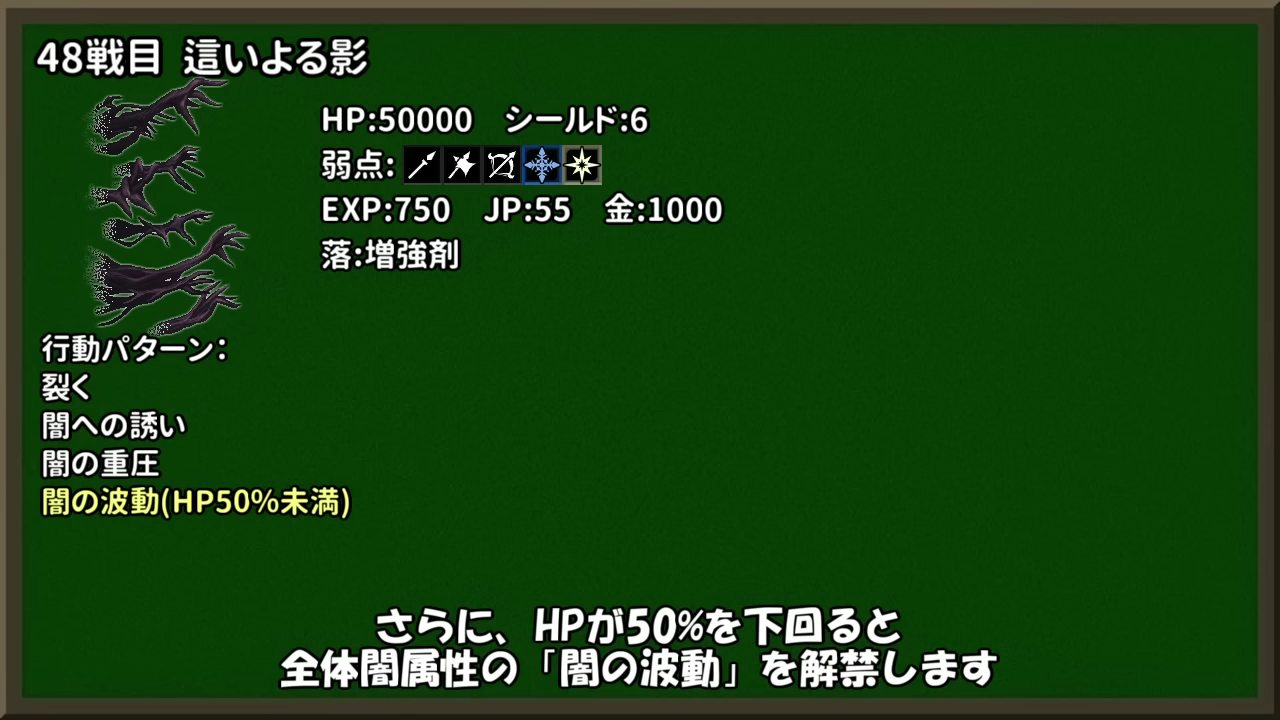 48戦目 這いよる影
HP:50000 シールド:6
弱点:
EXP:750 JP:55 金:1000
落:増強剤
行動パターン:
裂く
闇への誘い
闇の重圧
闇の波動(HP50%未満)
さらに、HPが50%を下回ると
全体闇属性の「闇の波動」を解禁します